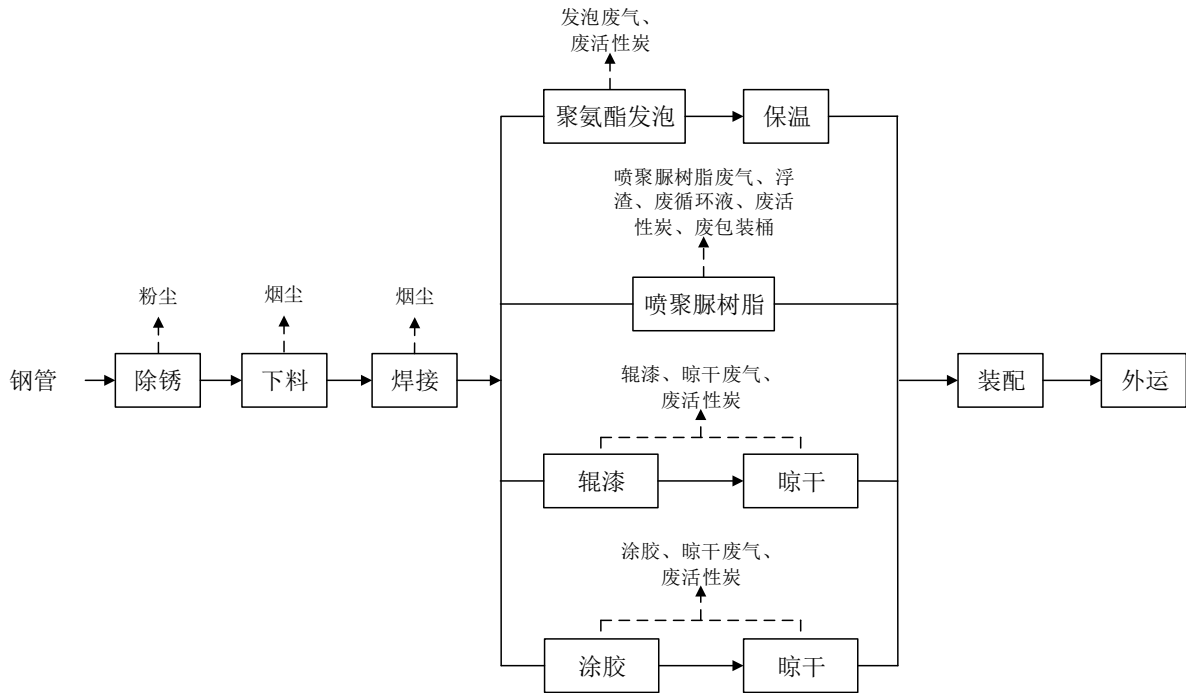 发泡废气、
废活性炭
聚氨酯发泡
保温
喷聚脲树脂废气、浮
渣、废循环液、废活
性炭、废包装桶
喷聚脲树脂
粉尘
烟尘
烟尘
钢管
除锈
下料
焊接
辊漆、晾干废气、
废活性炭
辊漆
晾干
涂胶、晾干废气、
废活性炭
涂胶
晾干
装配
外运